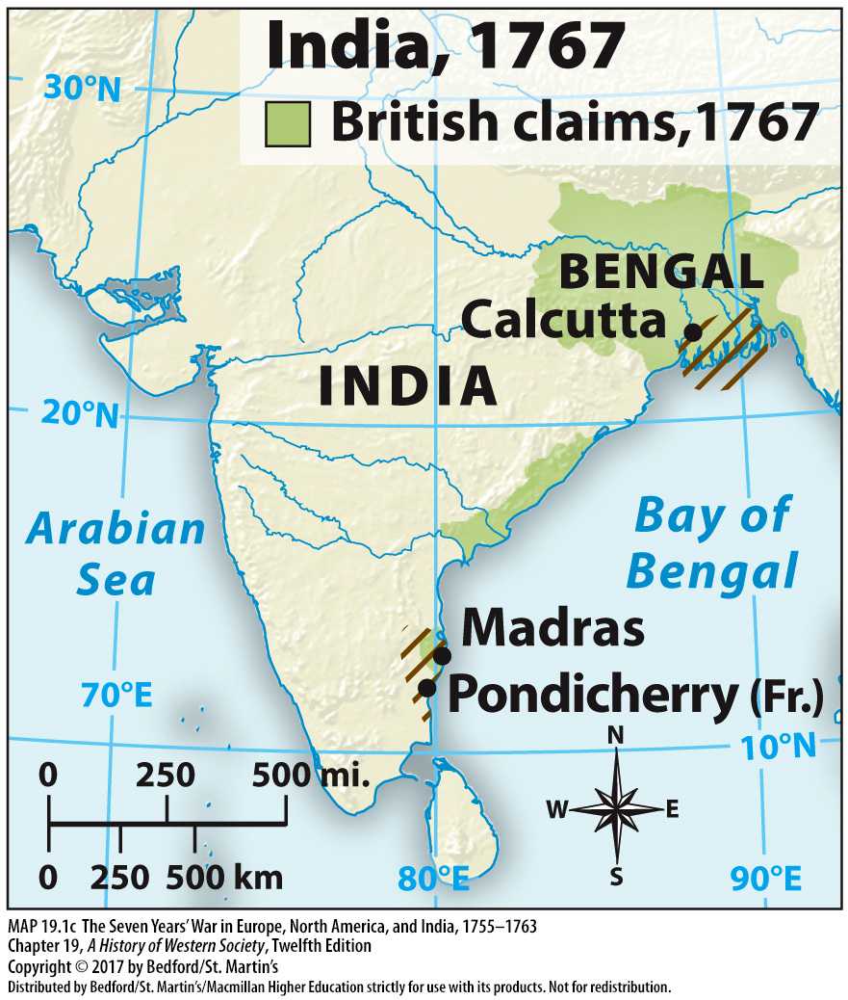 India, 1767
British claims,1767
30°N
BENGAL
Calcutta
INDIA
20°N
Arabian
Sea
Bay of
Bengal
Madras
70°E
Pondicherry (Fr.)
N
10°N
0 250 500 mi.
W E
0 250 500 km
S
80°E
90°E
MAP 19.1c The Seven Years' War in Europe, North America, and India, 1755–1763
Chapter 19, A History of Western Society, Twelfth Edition
Copyright © 2017 by Bedford/St. Martin's
Distributed by Bedford/St. Martin's/Macmillan Higher Education strictly for use with its products. Not for redistribution.